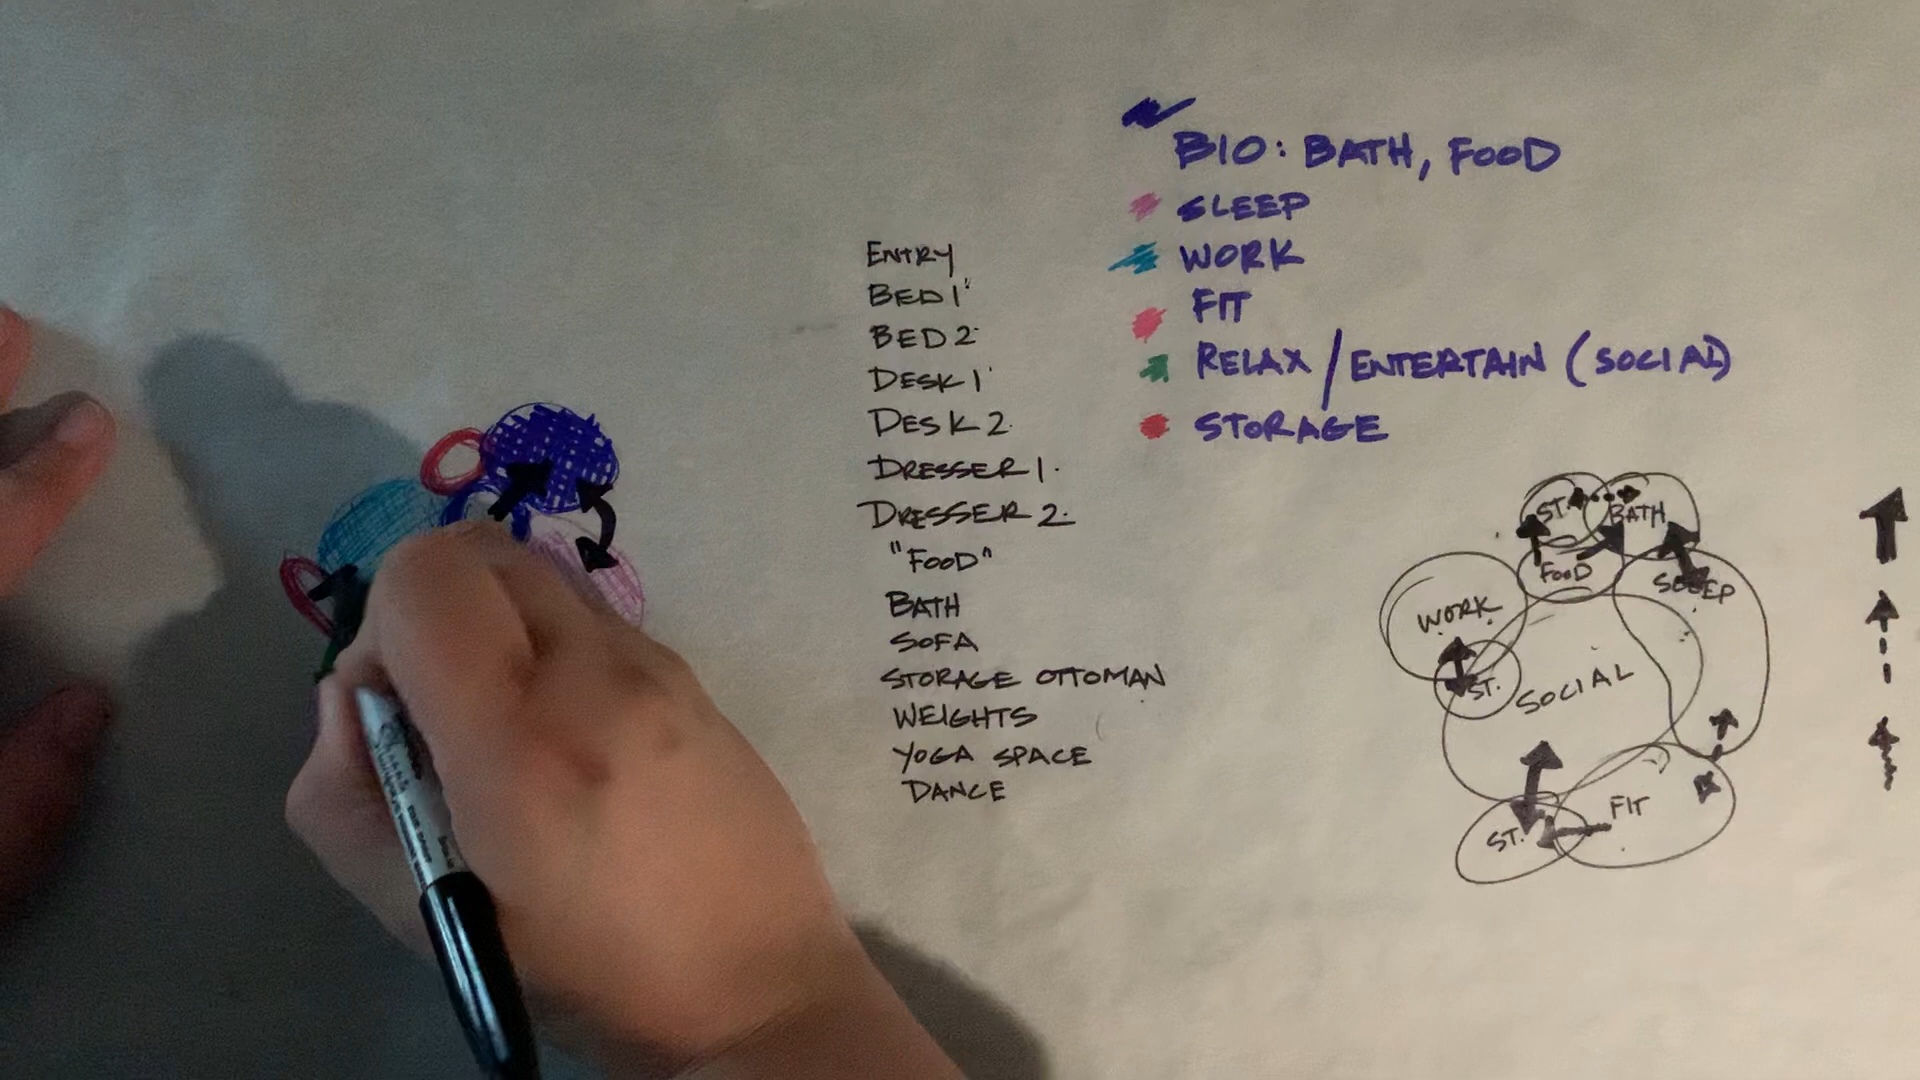 BIO: BATH, FOOD
SLEEP
WORK
FIT
RELAX / ENTERTAIN (SOCIAL)
STORAGE
ENTRY
BED 1
BED 2
DESK 1
DESK 2
DRESSER 1
DRESSER 2
"FOOD"
BATH
SOFA
STORAGE OTTOMAN
WEIGHTS
YOGA SPACE
DANCE
ST.
BATH
FOOD
SLEEP
WORK
ST.
SOCIAL
FIT
ST.